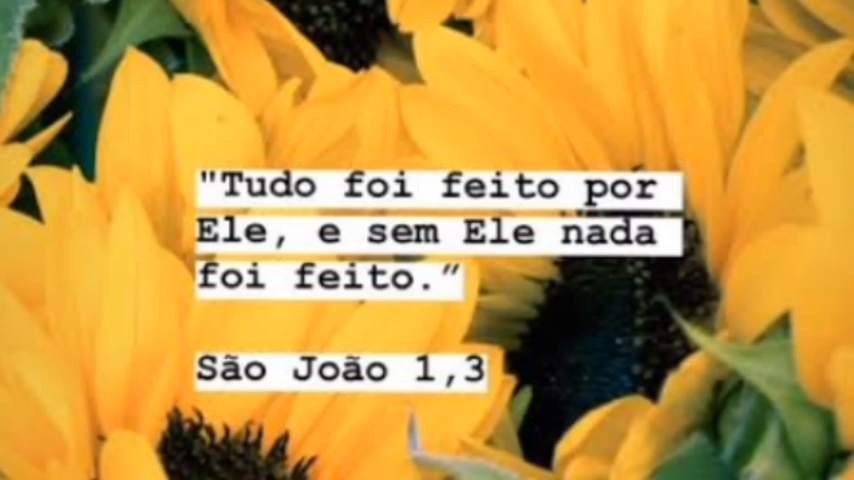 "Tudo foi feito por
Ele, e sem Ele nada
foi feito.”
São João 1,3